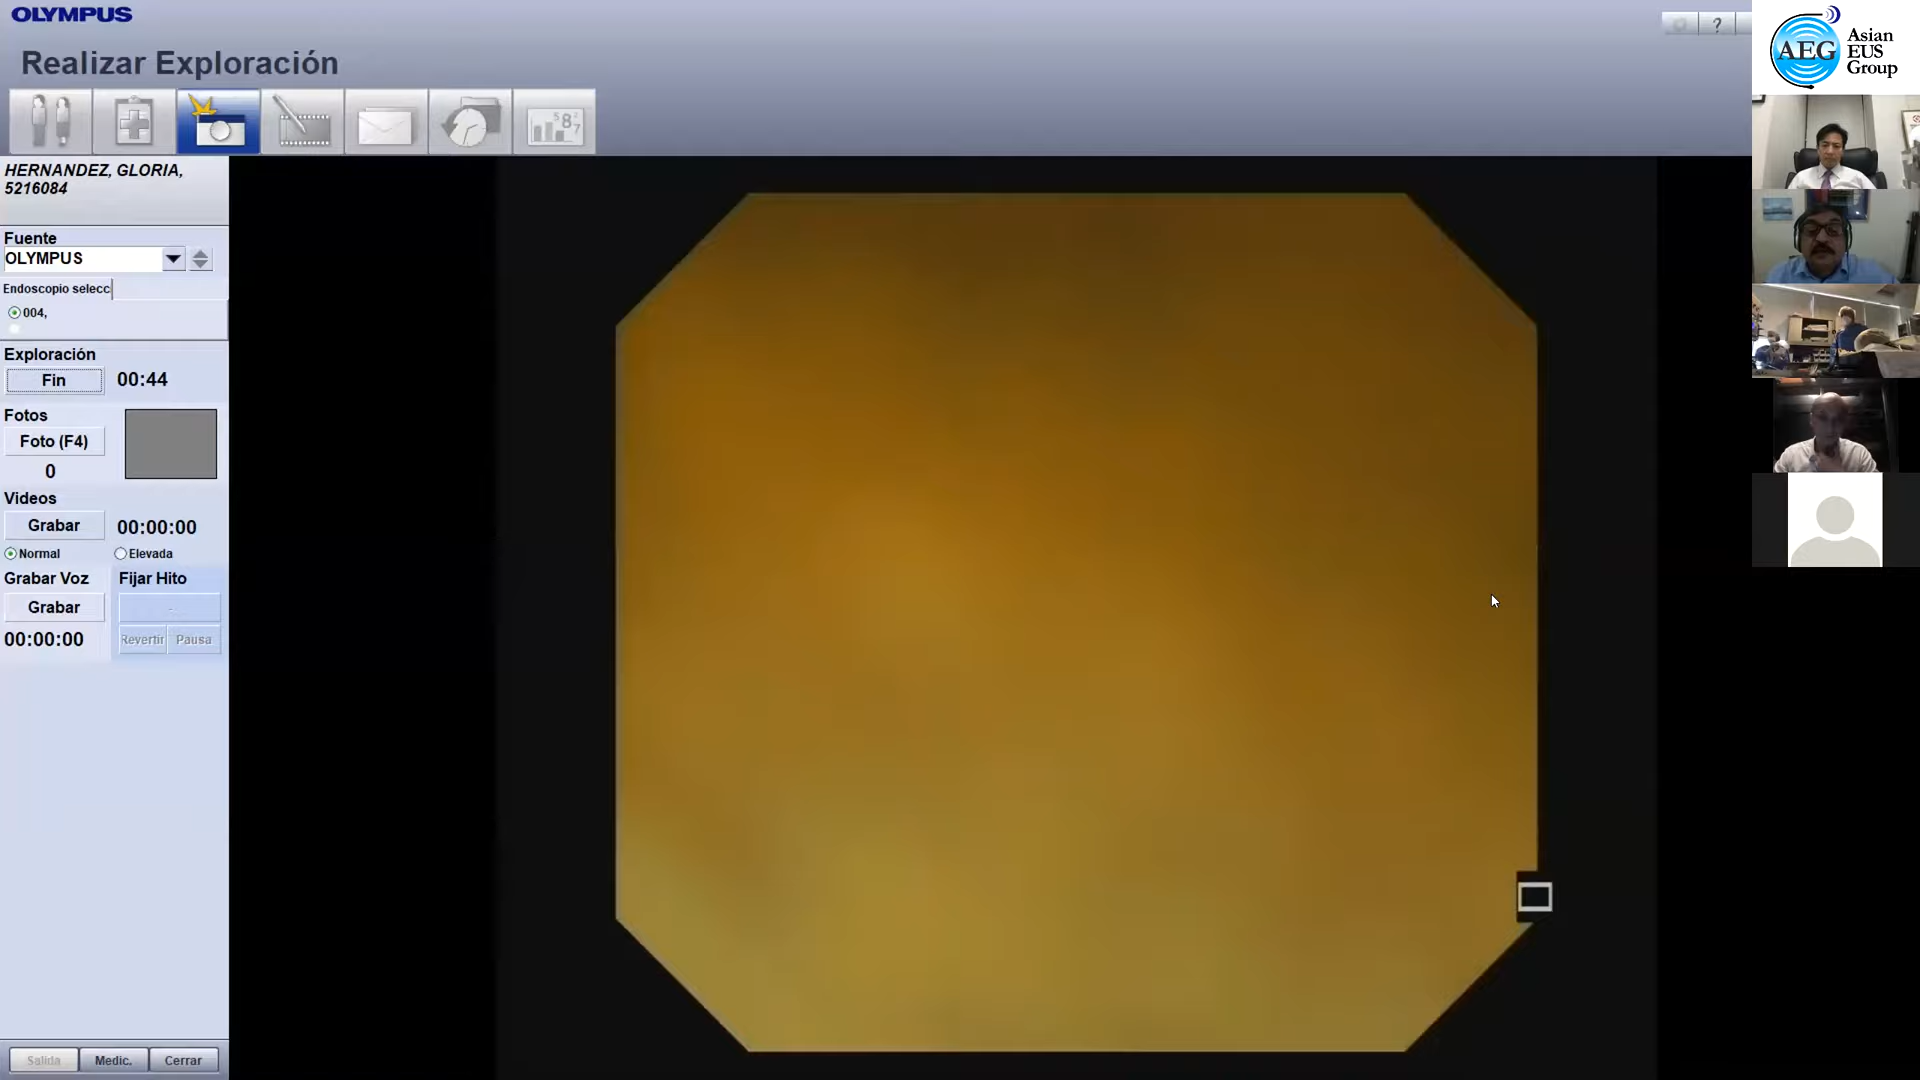 OLYMPUS
Realizar Exploración
?
AEG
Asian
EUS
Group
HERNANDEZ, GLORIA,
5216084
Fuente
OLYMPUS
Endoscopio selecc
004,
Exploración
Fin 00:44
Fotos
Foto (F4)
0
Videos
Grabar 00:00:00
Normal Elevada
Grabar Voz Fijar Hito
Grabar
00:00:00 Revertir Pausa
Salida Medic. Cerrar